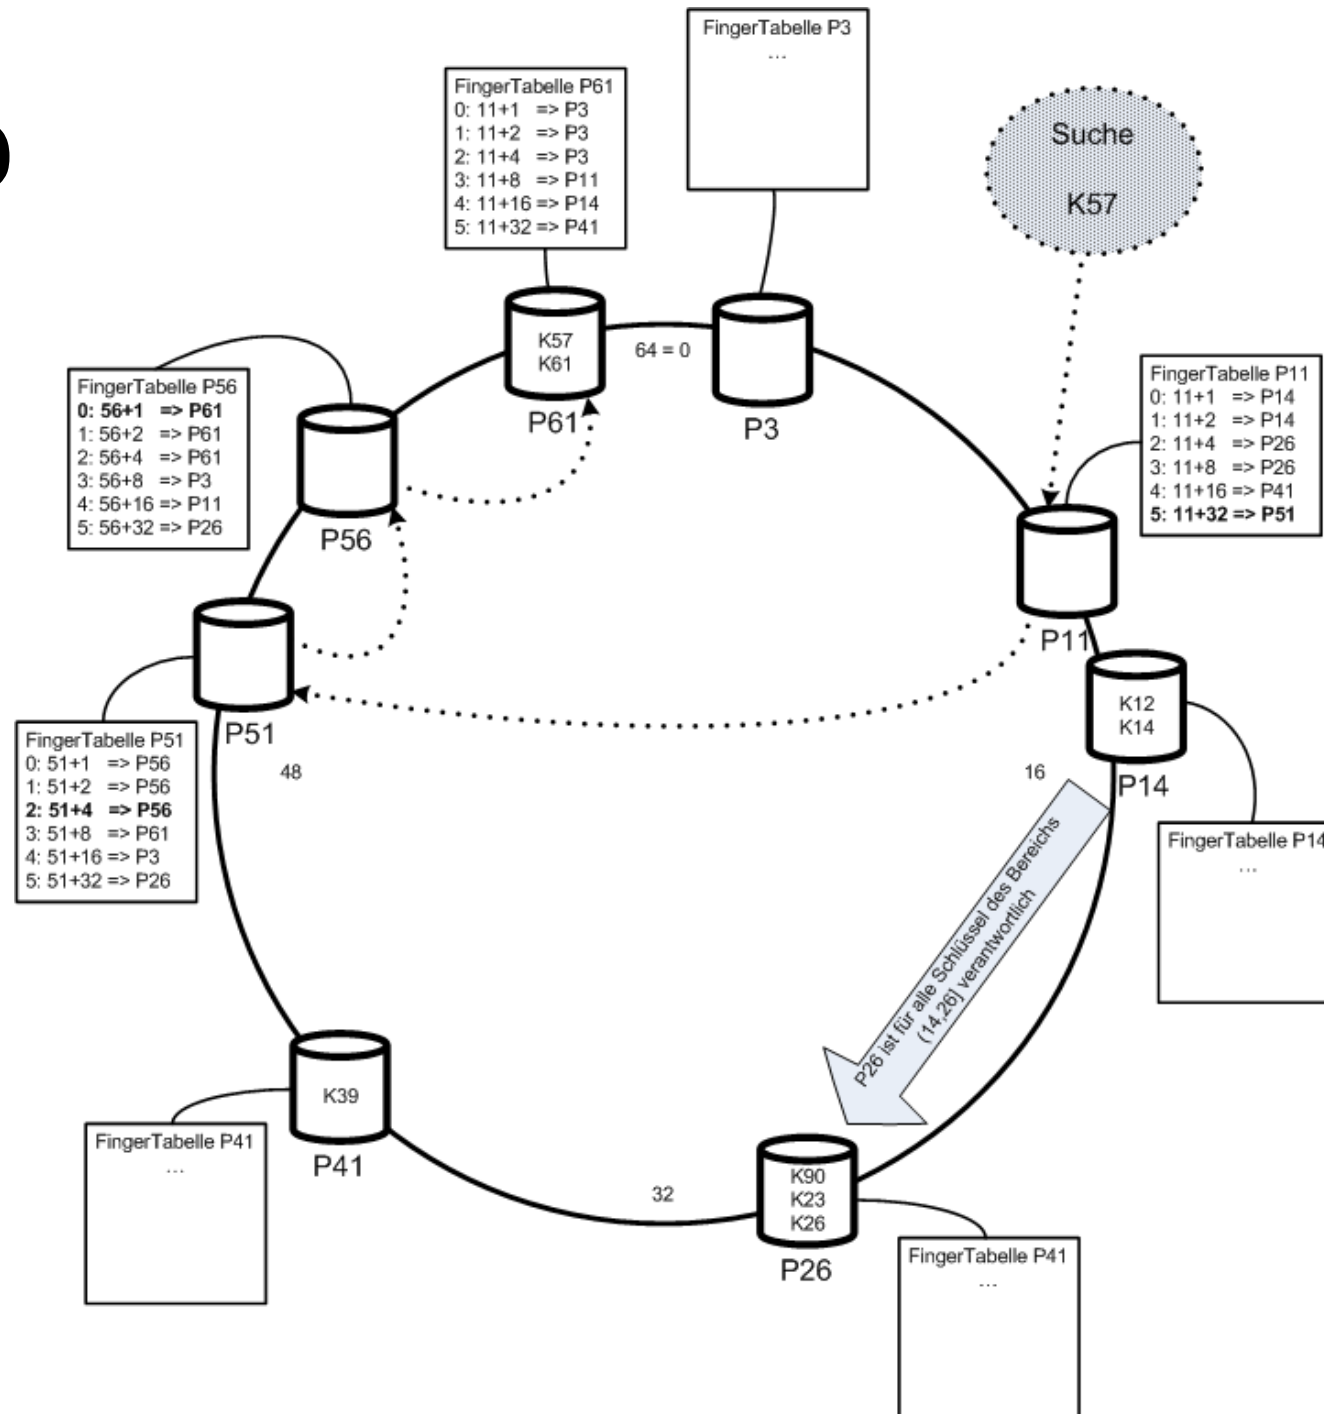 FingerTabelle P3
...
FingerTabelle P61
0: 11+1 => P3
1: 11+2 => P3
2: 11+4 => P3
3: 11+8 => P11
4: 11+16 => P14
5: 11+32 => P41
Suche
K57
K57
K61
P61
64 = 0
P3
FingerTabelle P56
0: 56+1 => P61
1: 56+2 => P61
2: 56+4 => P61
3: 56+8 => P3
4: 56+16 => P11
5: 56+32 => P26
P56
FingerTabelle P11
0: 11+1 => P14
1: 11+2 => P14
2: 11+4 => P26
3: 11+8 => P26
4: 11+16 => P41
5: 11+32 => P51
P11
P51
K12
K14
P14
FingerTabelle P51
0: 51+1 => P56
1: 51+2 => P56
2: 51+4 => P56
3: 51+8 => P61
4: 51+16 => P3
5: 51+32 => P26
48
16
FingerTabelle P14
...
P26 ist für alle Schlüssel des Bereichs
(14,26] verantwortlich
K39
P41
FingerTabelle P41
...
32
K90
K23
K26
P26
FingerTabelle P41
...